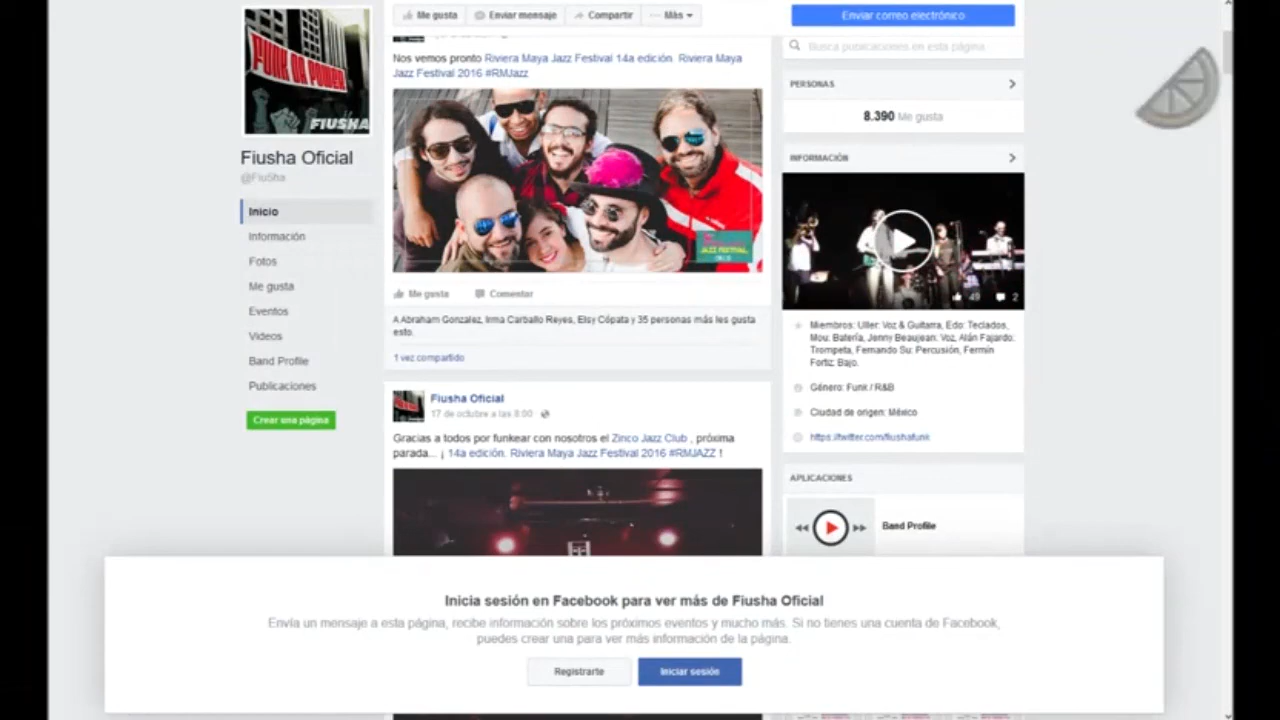 FUNK DA POWER
FIUSHA
Fiusha Oficial
@Fiu5ha
Inicio
Información
Fotos
Me gusta
Eventos
Videos
Band Profile
Publicaciones
Crear una página
Me gusta
Enviar mensaje
Compartir
Más
Nos vemos pronto Riviera Maya Jazz Festival 14a edición. Riviera Maya
Jazz Festival 2016 #RMJazz
JAZZ FESTIVAL
Me gusta
Comentar
A Abraham Gonzalez, Irma Carballo Reyes, Elsy Cópata y 35 personas más les gusta
esto.
1 vez compartido
Fiusha Oficial
17 de octubre a las 8:00
Gracias a todos por funkear con nosotros el Zinco Jazz Club , próxima
parada... ¡ 14a edición. Riviera Maya Jazz Festival 2016 #RMJAZZ !
Enviar correo electrónico
Busca publicaciones en esta página
PERSONAS
8.390 Me gusta
INFORMACIÓN
49
2
Miembros: Uller: Voz & Guitarra, Edo: Teclados,
Mou: Batería, Jenny Beaujean: Voz, Alán Fajardo:
Trompeta, Fernando Su: Percusión, Fermín
Fortiz: Bajo.
Género: Funk / R&B
Ciudad de origen: México
https://twitter.com/fiushafunk
APLICACIONES
Band Profile
Inicia sesión en Facebook para ver más de Fiusha Oficial
Envía un mensaje a esta página, recibe información sobre los próximos eventos y mucho más. Si no tienes una cuenta de Facebook,
puedes crear una para ver más información de la página.
Registrarte
Iniciar sesión